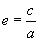 e = c/a